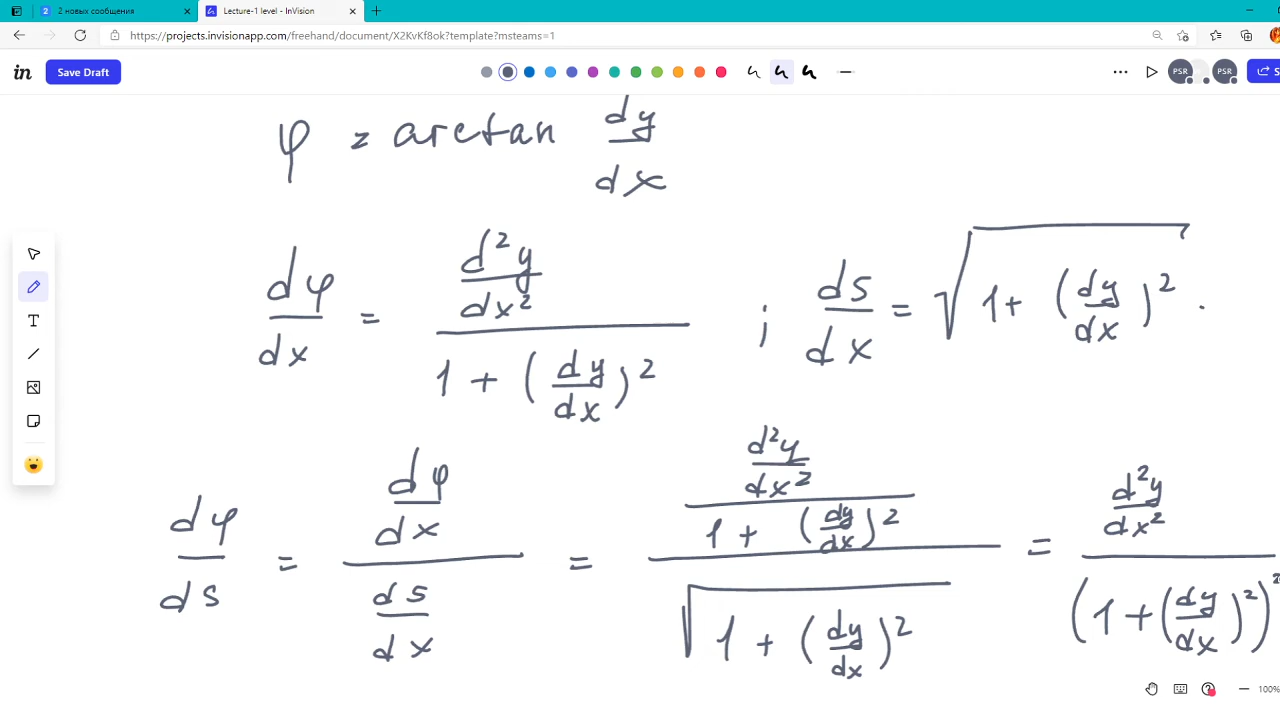 2 новых сообщения
Lecture-1 level - InVision
https://projects.invisionapp.com/freehand/document/X2KvKf8ok?template?msteams=1
in Save Draft PSR PSR S
φ = arctan dy/dx
dφ/dx = (d²y/dx²)/(1 + (dy/dx)²) ; ds/dx = √(1 + (dy/dx)²) .
dφ/ds = (dφ/dx)/(ds/dx) = ((d²y/dx²)/(1 + (dy/dx)²))/√(1 + (dy/dx)²) = (d²y/dx²)/(1 + (dy/dx)²)
100%